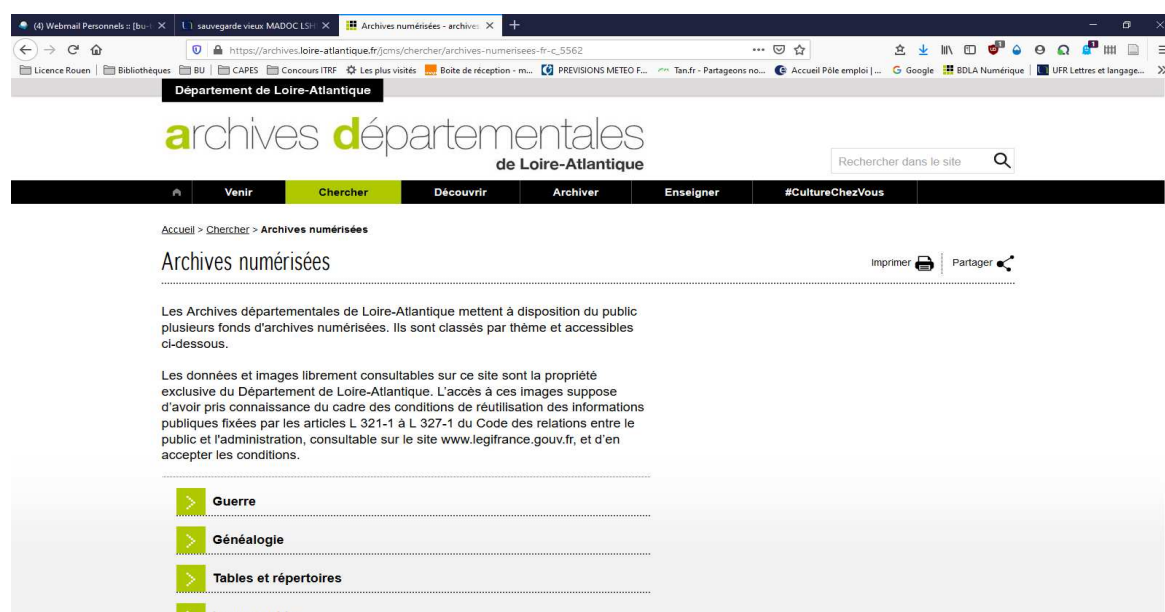 (4) Webmail Personnels :: [bu-t
sauvegarde vieux MADOC LSH
Archives numérisées - archives
https://archives.loire-atlantique.fr/jcms/chercher/archives-numerisees-fr-c_5562
Licence Rouen
Bibliothèques
BU
CAPES
Concours ITRF
Les plus visités
Boite de réception - m...
PREVISIONS METEO F...
Tan.fr - Partageons no...
Accueil Pôle emploi | ...
Google
BDLA Numérique
UFR Lettres et langage...
Département de Loire-Atlantique
archives départementales
de Loire-Atlantique
Rechercher dans le site
Venir Chercher Découvrir Archiver Enseigner #CultureChezVous
Accueil > Chercher > Archives numérisées
Archives numérisées
Imprimer Partager
Les Archives départementales de Loire-Atlantique mettent à disposition du public
plusieurs fonds d'archives numérisées. Ils sont classés par thème et accessibles
ci-dessous.
Les données et images librement consultables sur ce site sont la propriété
exclusive du Département de Loire-Atlantique. L'accès à ces images suppose
d'avoir pris connaissance du cadre des conditions de réutilisation des informations
publiques fixées par les articles L 321-1 à L 327-1 du Code des relations entre le
public et l'administration, consultable sur le site www.legifrance.gouv.fr, et d'en
accepter les conditions.
Guerre
Généalogie
Tables et répertoires